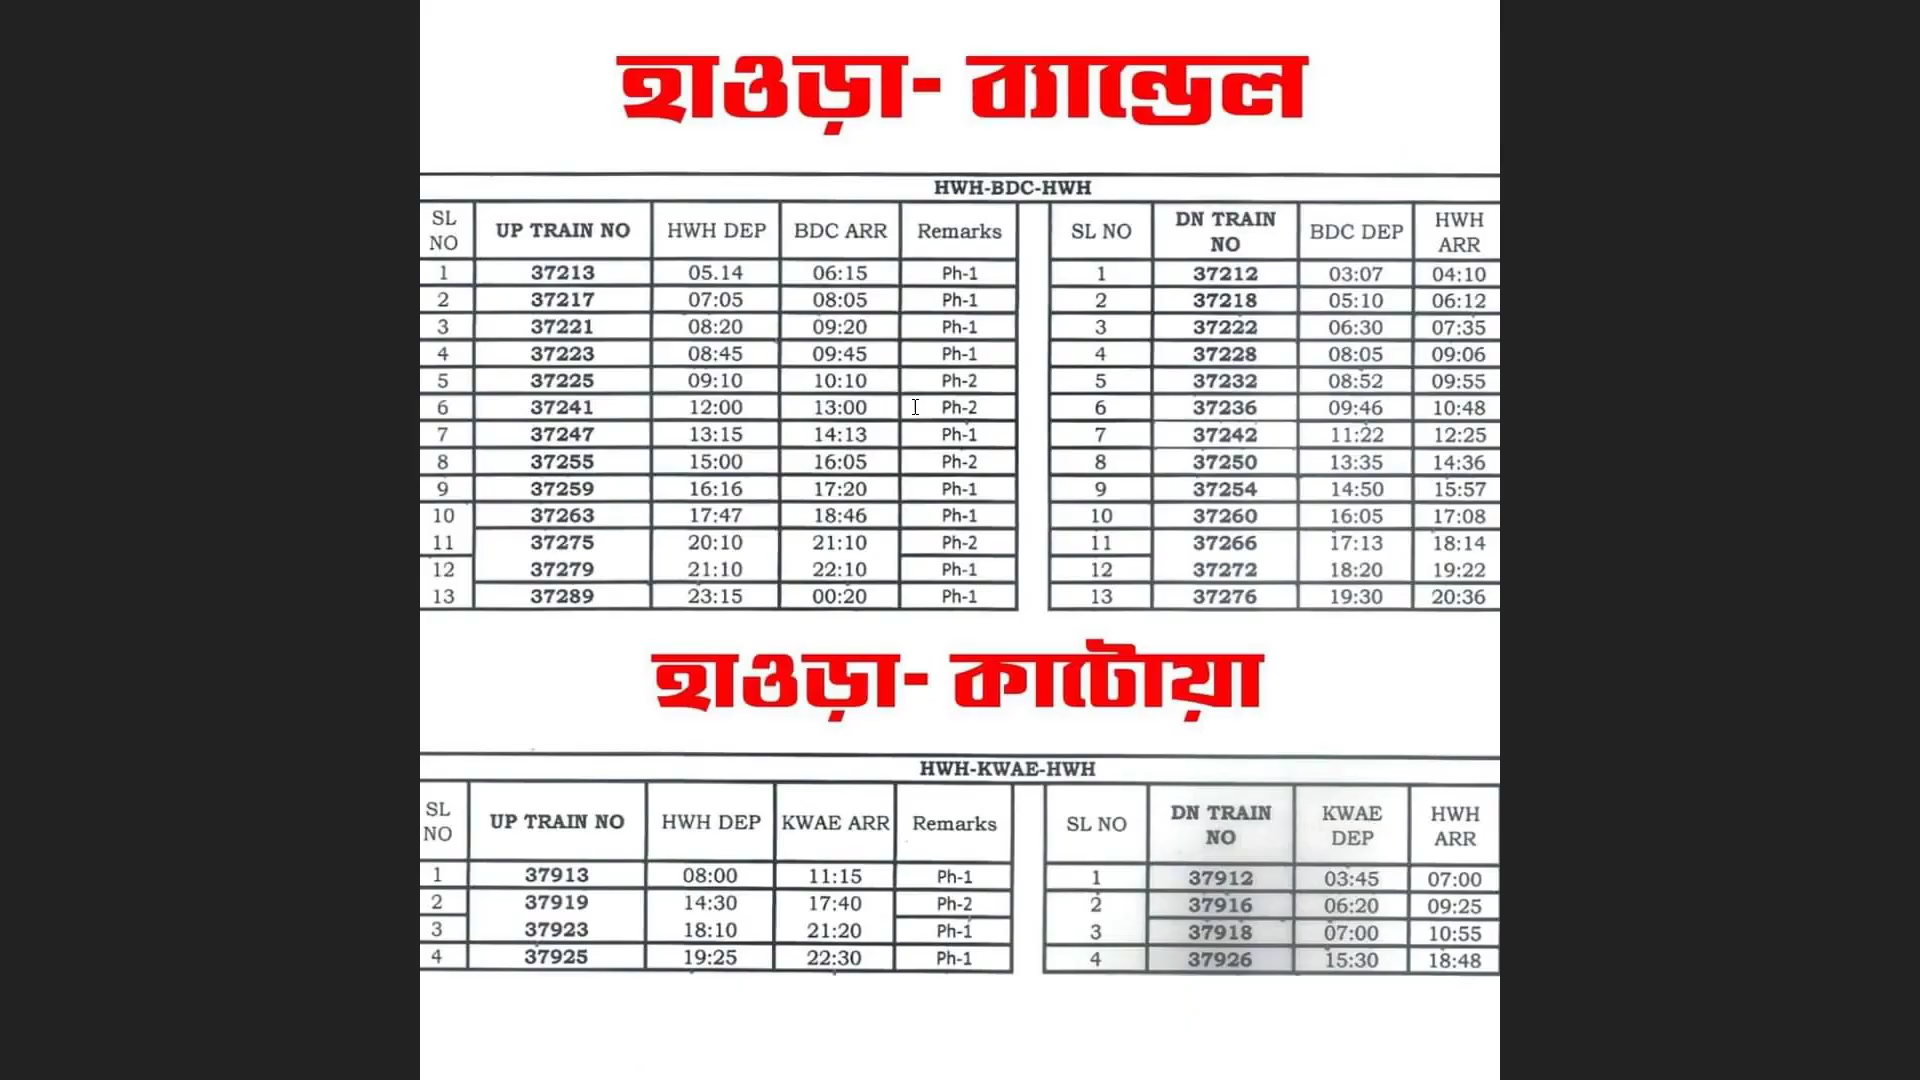 হাওড়া- ব্যান্ডেল
HWH-BDC-HWH
SL NO UP TRAIN NO HWH DEP BDC ARR Remarks SL NO DN TRAIN NO BDC DEP HWH ARR
1 37213 05.14 06:15 Ph-1 1 37212 03:07 04:10
2 37217 07:05 08:05 Ph-1 2 37218 05:10 06:12
3 37221 08:20 09:20 Ph-1 3 37222 06:30 07:35
4 37223 08:45 09:45 Ph-1 4 37228 08:05 09:06
5 37225 09:10 10:10 Ph-2 5 37232 08:52 09:55
6 37241 12:00 13:00 Ph-2 6 37236 09:46 10:48
7 37247 13:15 14:13 Ph-1 7 37242 11:22 12:25
8 37255 15:00 16:05 Ph-2 8 37250 13:35 14:36
9 37259 16:16 17:20 Ph-1 9 37254 14:50 15:57
10 37263 17:47 18:46 Ph-1 10 37260 16:05 17:08
11 37275 20:10 21:10 Ph-2 11 37266 17:13 18:14
12 37279 21:10 22:10 Ph-1 12 37272 18:20 19:22
13 37289 23:15 00:20 Ph-1 13 37276 19:30 20:36
হাওড়া- কাটোয়া
HWH-KWAE-HWH
SL NO UP TRAIN NO HWH DEP KWAE ARR Remarks SL NO DN TRAIN NO KWAE DEP HWH ARR
1 37913 08:00 11:15 Ph-1 1 37912 03:45 07:00
2 37919 14:30 17:40 Ph-2 2 37916 06:20 09:25
3 37923 18:10 21:20 Ph-1 3 37918 07:00 10:55
4 37925 19:25 22:30 Ph-1 4 37926 15:30 18:48